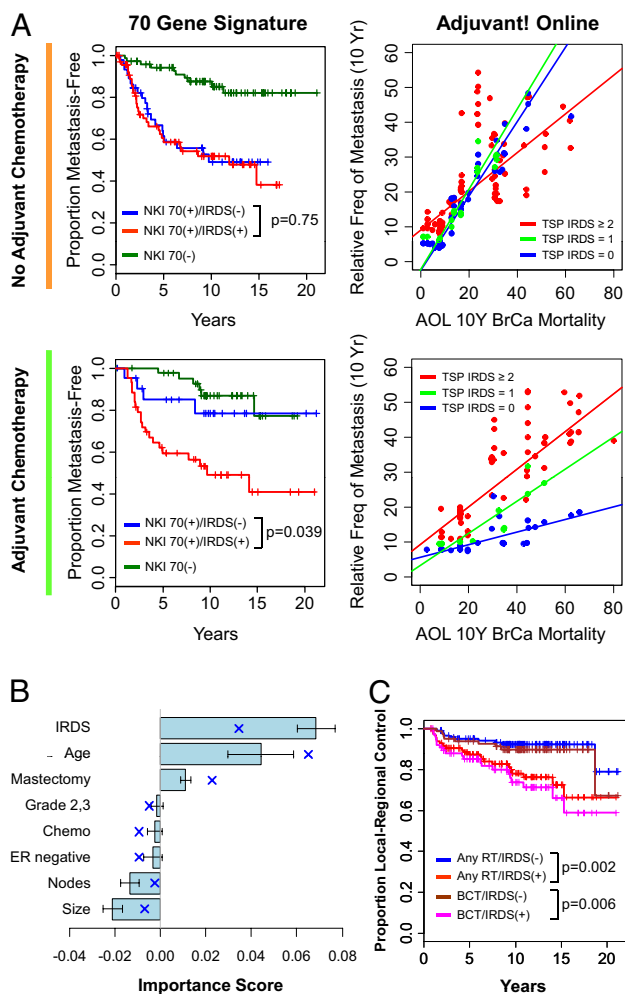 A
70 Gene Signature
Adjuvant! Online
No Adjuvant Chemotherapy
Proportion Metastasis-Free
1.0
0.8
0.6
0.4
0.2
0.0
NKI 70(+)/IRDS(-)
NKI 70(+)/IRDS(+)
p=0.75
NKI 70(-)
0 5 10 15 20
Years
Relative Freq of Metastasis (10 Yr)
60
50
40
30
20
10
0
TSP IRDS ≥ 2
TSP IRDS = 1
TSP IRDS = 0
0 20 40 60 80
AOL 10Y BrCa Mortality
Adjuvant Chemotherapy
Proportion Metastasis-Free
1.0
0.8
0.6
0.4
0.2
0.0
NKI 70(+)/IRDS(-)
NKI 70(+)/IRDS(+)
p=0.039
NKI 70(-)
0 5 10 15 20
Years
Relative Freq of Metastasis (10 Yr)
60
50
40
30
20
10
0
TSP IRDS ≥ 2
TSP IRDS = 1
TSP IRDS = 0
0 20 40 60 80
AOL 10Y BrCa Mortality
B
IRDS
Age
Mastectomy
Grade 2,3
Chemo
ER negative
Nodes
Size
-0.04 -0.02 0.00 0.02 0.04 0.06 0.08
Importance Score
C
Proportion Local-Regional Control
1.0
0.8
0.6
0.4
0.2
0.0
Any RT/IRDS(-)
Any RT/IRDS(+)
p=0.002
BCT/IRDS(-)
BCT/IRDS(+)
p=0.006
0 5 10 15 20
Years